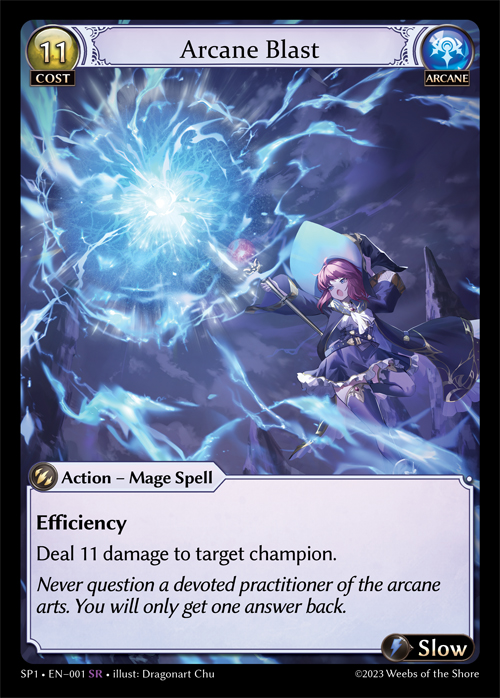 11
COST
Arcane Blast
ARCANE
Action – Mage Spell
Efficiency
Deal 11 damage to target champion.
Never question a devoted practitioner of the arcane
arts. You will only get one answer back.
Slow
SP1 • EN–001 SR • illust: Dragonart Chu
©2023 Weebs of the Shore